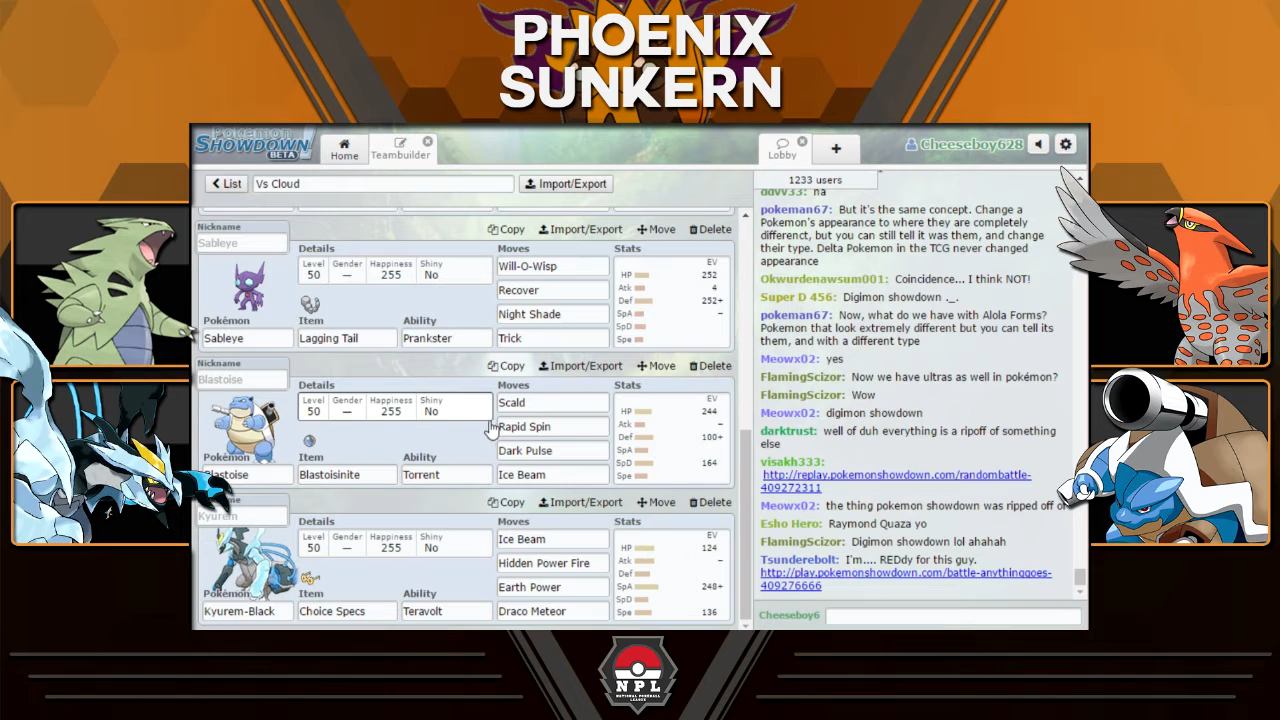 PHOENIX
SUNKERN
Pokémon
SHOWDOWN
BETA
Home
Teambuilder
Lobby
Cheeseboy628
List
Vs Cloud
Import/Export
1233 users
Nickname
Sableye
Copy Import/Export Move Delete
Details Moves Stats
Level Gender Happiness Shiny
50 — 255 No
Will-O-Wisp
Recover
Night Shade
Trick
EV
HP 252
Atk 4
Def 252+
SpA –
SpD
Spe
Pokémon Item Ability
Sableye Lagging Tail Prankster
Nickname
Blastoise
Copy Import/Export Move Delete
Details Moves Stats
Level Gender Happiness Shiny
50 — 255 No
Scald
Rapid Spin
Dark Pulse
Ice Beam
EV
HP 244
Atk –
Def 100+
SpA
SpD 164
Spe
Pokémon Item Ability
Blastoise Blastoisinite Torrent
Kyurem
Copy Import/Export Move Delete
Details Moves Stats
Level Gender Happiness Shiny
50 — 255 No
Ice Beam
Hidden Power Fire
Earth Power
Draco Meteor
EV
HP 124
Atk –
Def
SpA 248+
SpD
Spe 136
Pokémon Item Ability
Kyurem-Black Choice Specs Teravolt
ddvv33: na
pokeman67: But it's the same concept. Change a
Pokemon's appearance to where they are completely
differenct, but you can still tell it was them, and change
their type. Delta Pokemon in the TCG never changed
appearance
Okwurdenawsum001: Coincidence... I think NOT!
Super D 456: Digimon showdown ._.
pokeman67: Now, what do we have with Alola Forms?
Pokemon that look extremely different but you can tell its
them, and with a different type
Meowx02: yes
FlamingScizor: Now we have ultras as well in pokémon?
FlamingScizor: Wow
Meowx02: digimon showdown
darktrust: well of duh everything is a ripoff of something
else
visakh333:
http://replay.pokemonshowdown.com/randombattle-
409272311
Meowx02: the thing pokemon showdown was ripped off of
Esho Hero: Raymond Quaza yo
FlamingScizor: Digimon showdown lol ahahah
Tsunderebolt: I'm.... REDdy for this guy.
http://play.pokemonshowdown.com/battle-anythinggoes-
409276666
Cheeseboy6
NPL
NATIONAL POKEBALL
LEAGUE